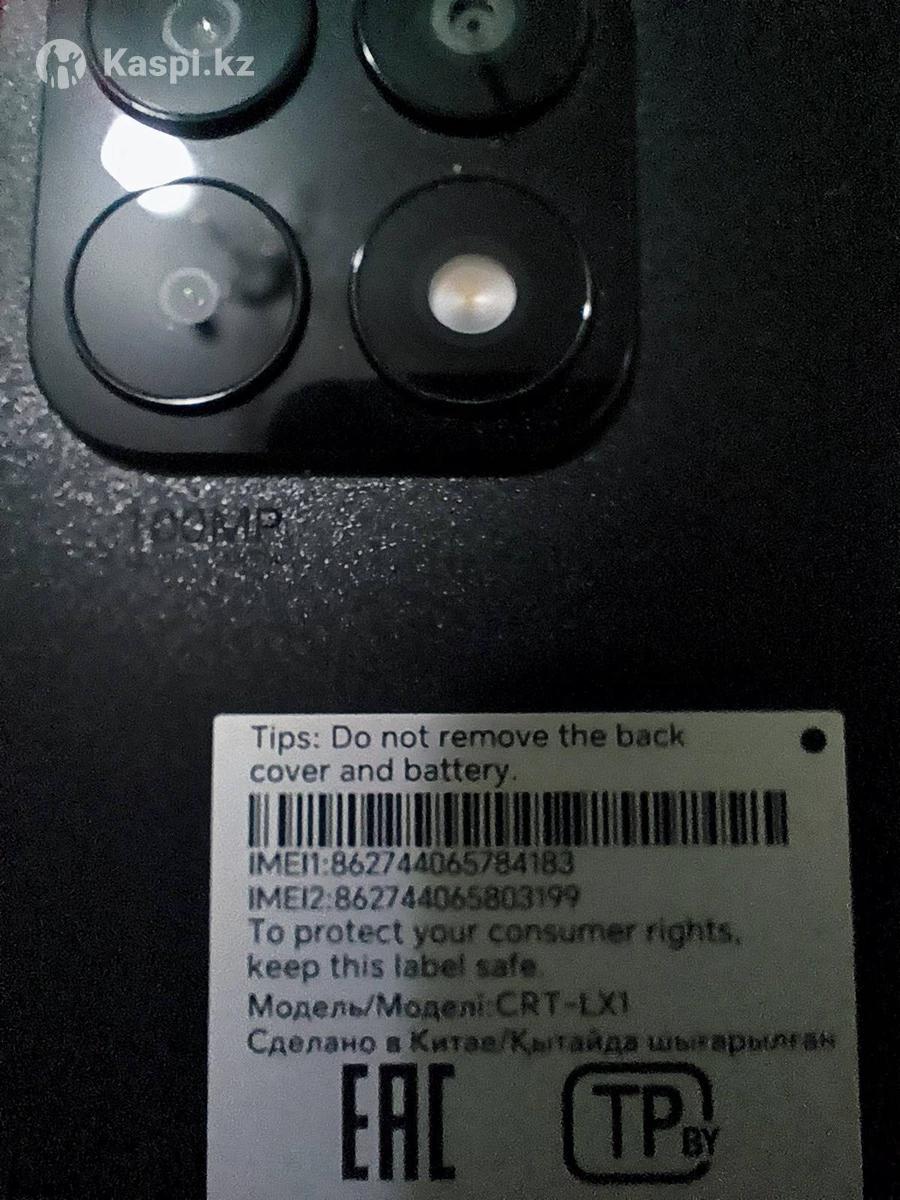 Kaspi.kz
100MP
Tips: Do not remove the back
cover and battery.
IMEI1:862744065784183
IMEI2:862744065803199
To protect your consumer rights,
keep this label safe.
Модель/Моделі:CRT-LX1
Сделано в Китае/Қытайда шығарылған
EAC
TP BY